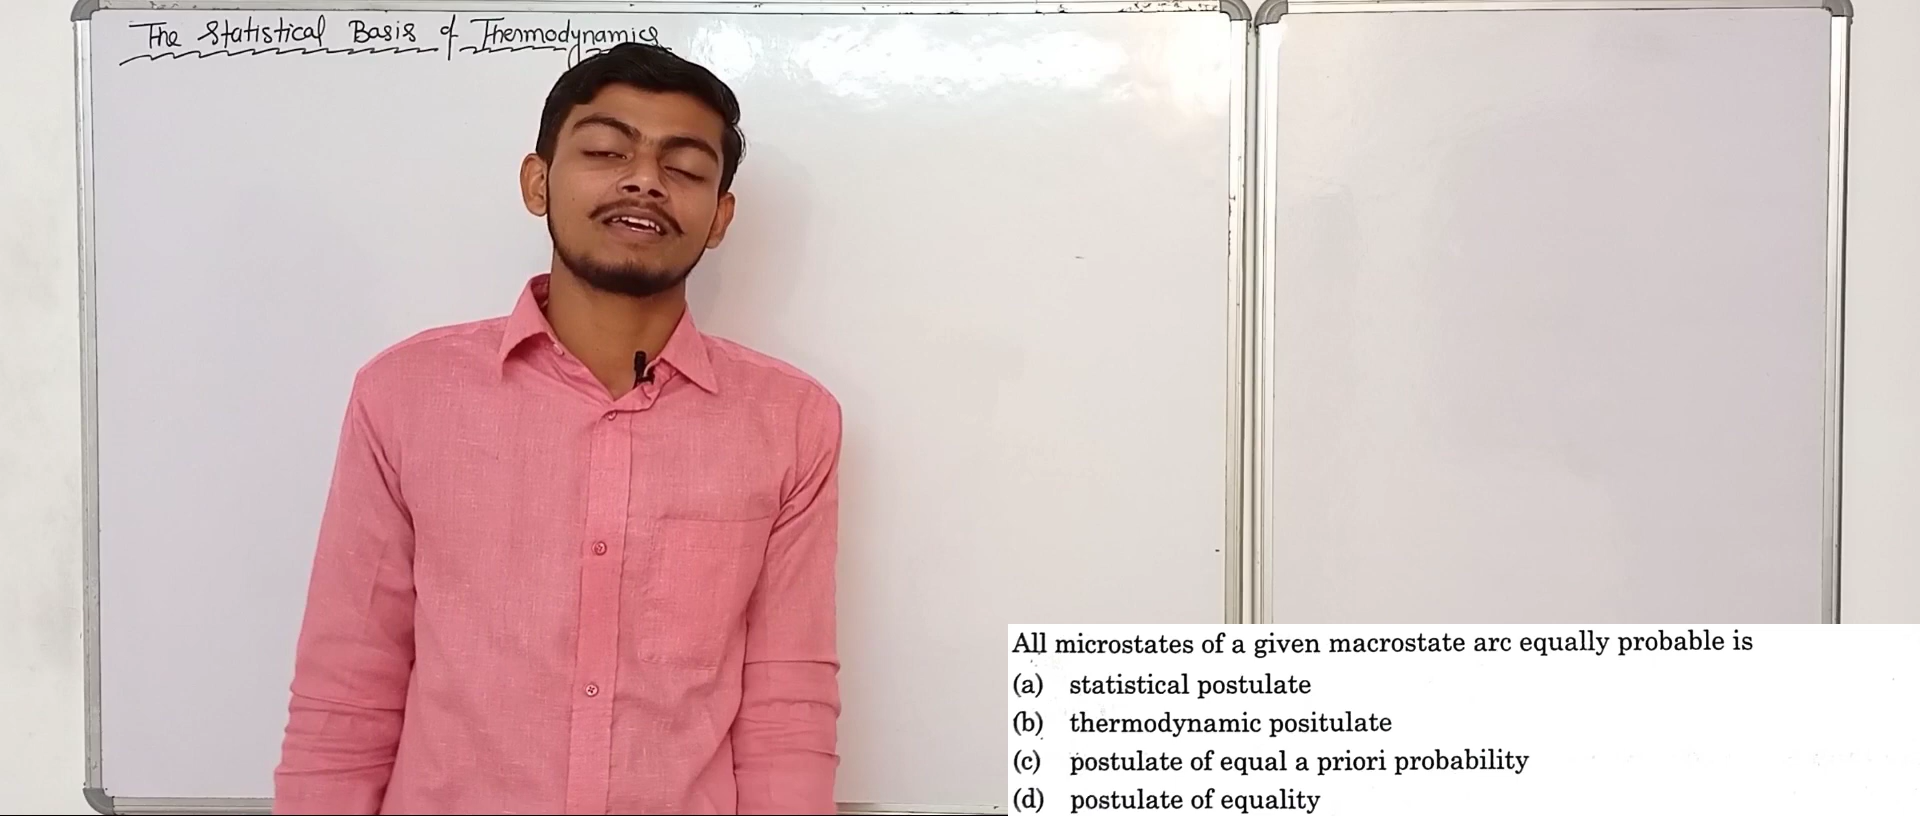 The Statistical Basis of Thermodynamics
All microstates of a given macrostate arc equally probable is
(a) statistical postulate
(b) thermodynamic positulate
(c) postulate of equal a priori probability
(d) postulate of equality